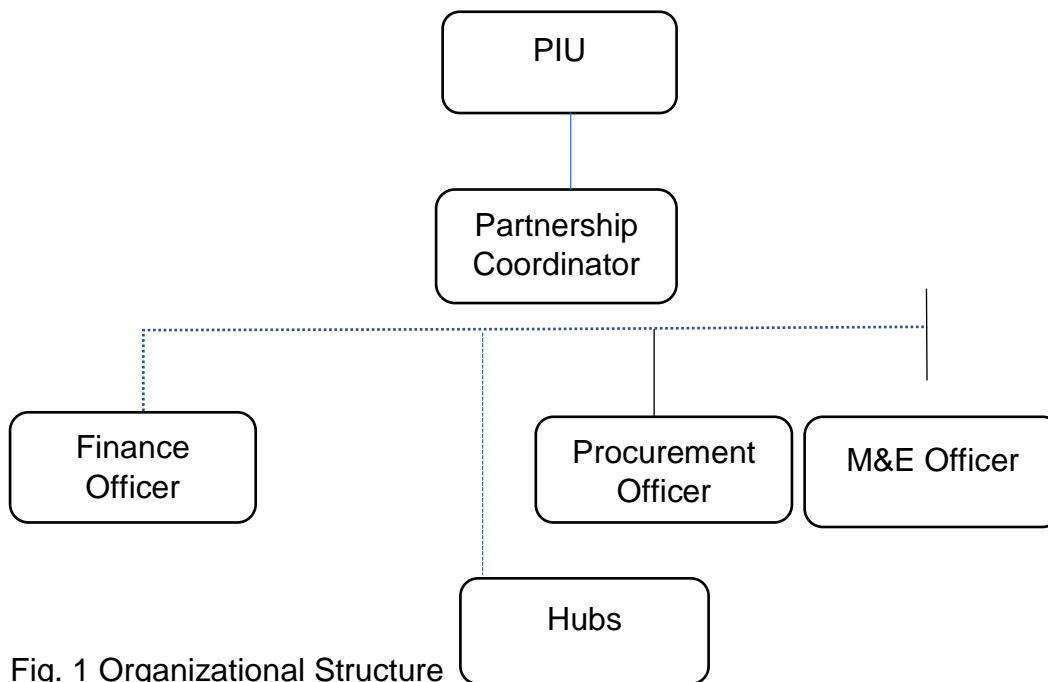 PIU
Partnership
Coordinator
Finance
Officer
Procurement
Officer
M&E Officer
Hubs
Fig. 1 Organizational Structure